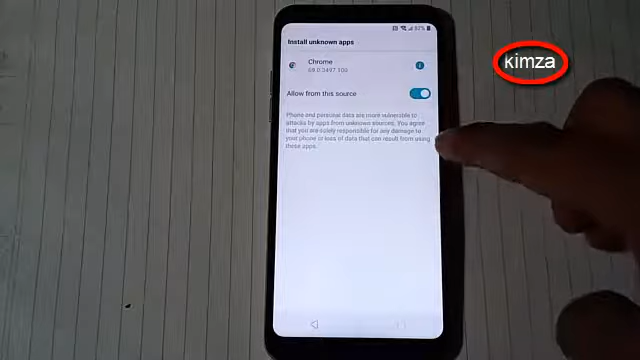 87%
Install unknown apps
kimza
Chrome
69.0.3497.100
Allow from this source
Phone and personal data are more vulnerable to
attacks by apps from unknown sources. You agree
that you are solely responsible for any damage to
your phone or loss of data that can result from using
these apps.